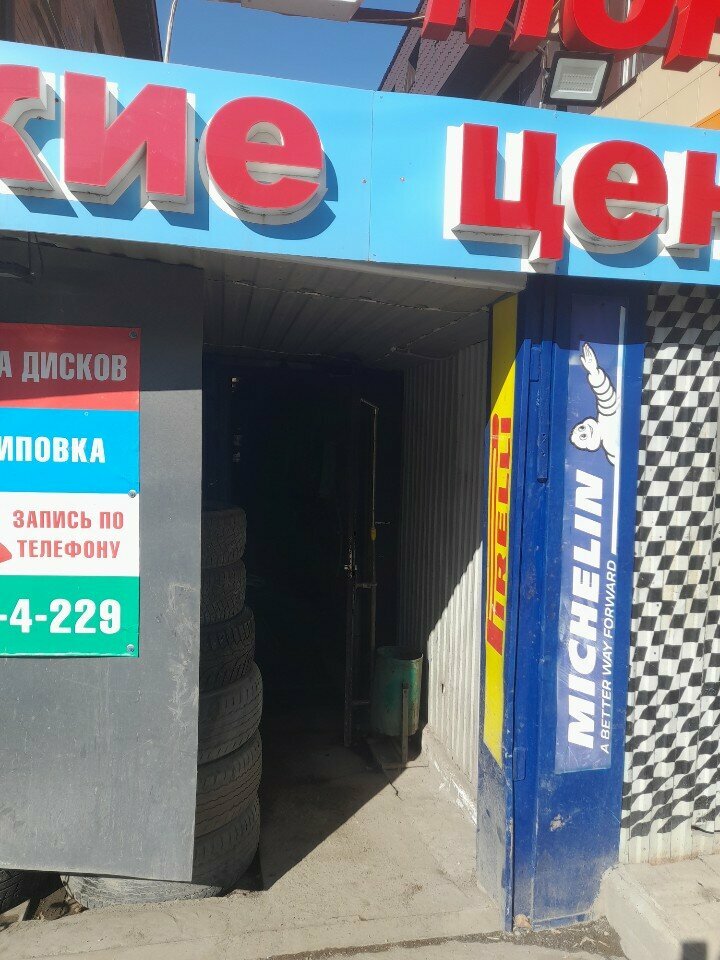 кие цен
А ДИСКОВ
ИПОВКА
ЗАПИСЬ ПО
ТЕЛЕФОНУ
-4-229
PIRELLI
MICHELIN
A BETTER WAY FORWARD